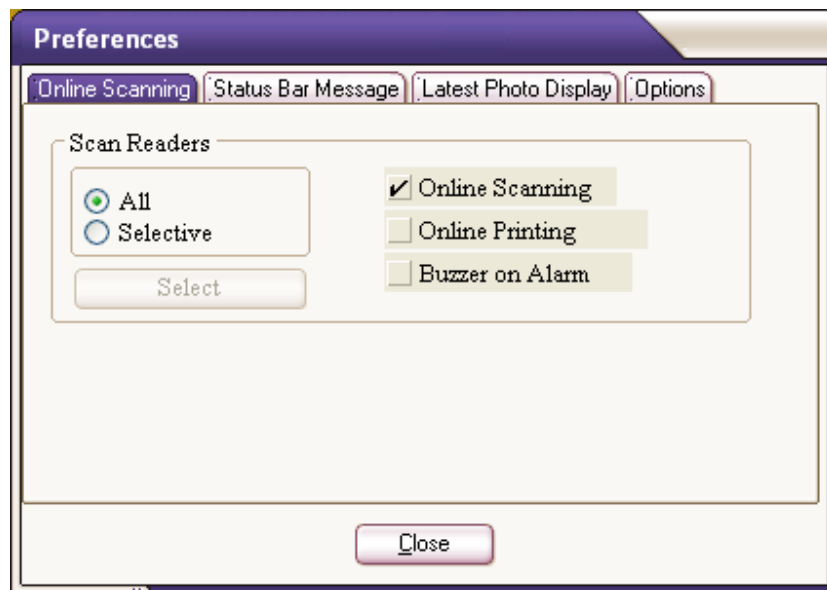 Preferences
Online Scanning Status Bar Message Latest Photo Display Options
Scan Readers
All
Selective
Select
Online Scanning
Online Printing
Buzzer on Alarm
Close